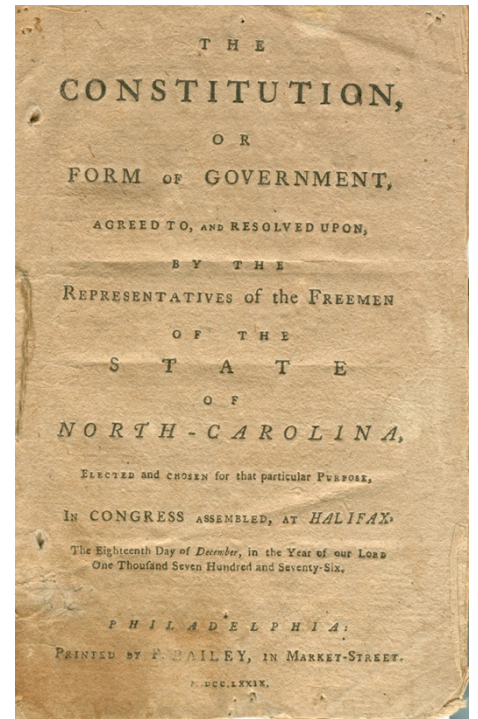 THE
CONSTITUTION,
OR
FORM OF GOVERNMENT,
AGREED TO, AND RESOLVED UPON,
BY THE
REPRESENTATIVES of the FREEMEN
OF THE
STATE
OF
NORTH-CAROLINA,
ELECTED and CHOSEN for that particular PURPOSE,
IN CONGRESS ASSEMBLED, AT HALIFAX,
The Eighteenth Day of December, in the Year of our LORD
One Thouſand Seven Hundred and Seventy-Six.
PHILADELPHIA:
PRINTED BY F. BAILEY, IN MARKET-STREET.
M.DCC.LXXIX.